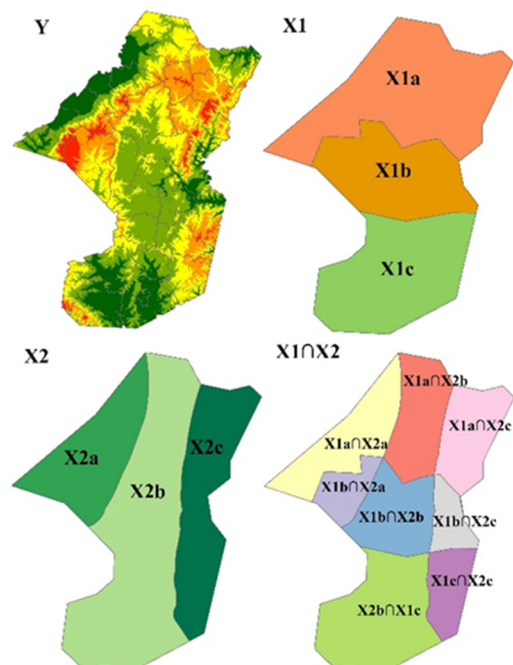 Y
X1
X1a
X1b
X1c
X2
X2a
X2b
X2c
X1∩X2
X1a∩X2b
X1a∩X2c
X1a∩X2a
X1b∩X2a
X1b∩X2b
X1b∩X2c
X2b∩X1c
X1c∩X2c